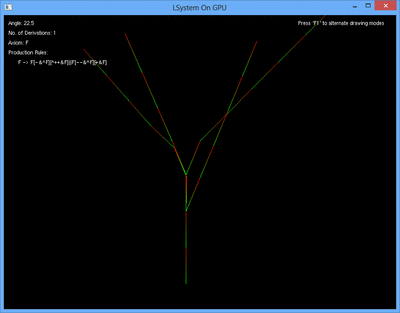 LSystem On GPU
Angle: 22.5
Press 'F1' to alternate drawing modes
No. of Derivations: 1
Axiom: F
Production Rules: